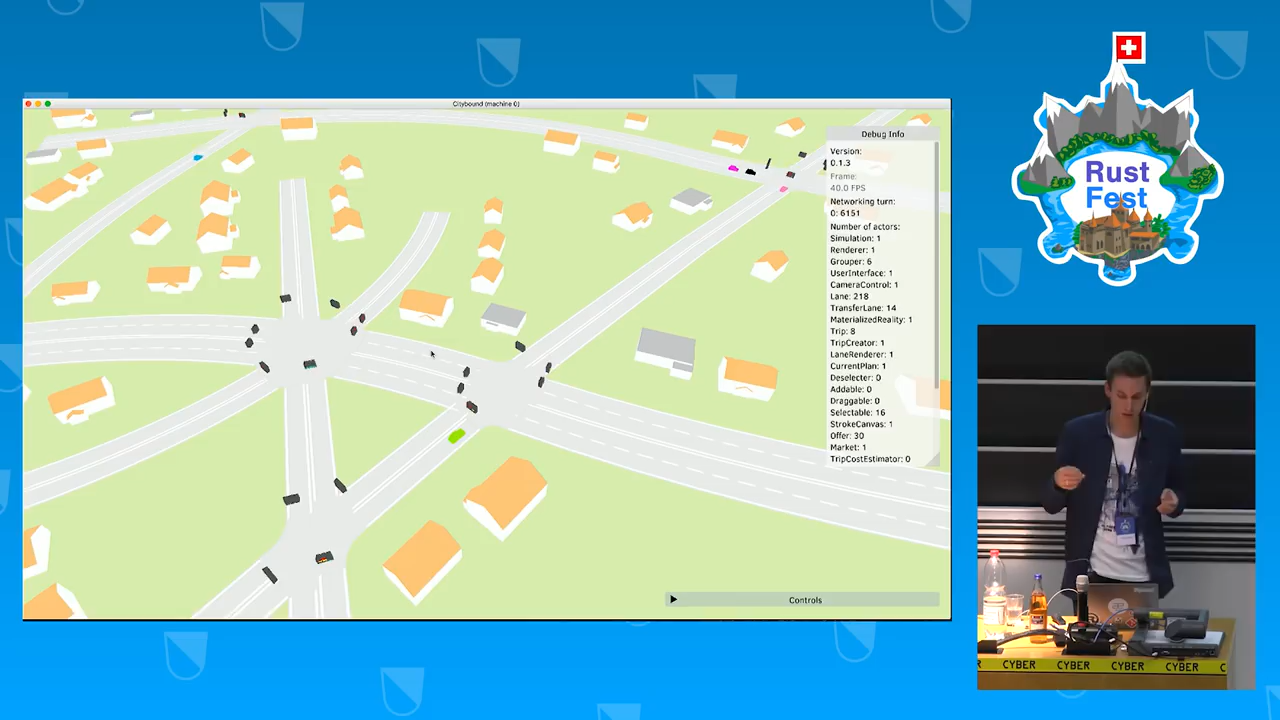 Citybound (machine 0)
Debug Info
Version:
0.1.3
Frame:
40.0 FPS
Networking turn:
0: 6151
Number of actors:
Simulation: 1
Renderer: 1
Grouper: 6
UserInterface: 1
CameraControl: 1
Lane: 218
TransferLane: 14
MaterializedReality: 1
Trip: 8
TripCreator: 1
LaneRenderer: 1
CurrentPlan: 1
Deselecter: 0
Addable: 0
Draggable: 0
Selectable: 16
StrokeCanvas: 1
Offer: 30
Market: 1
TripCostEstimator: 0
Controls
Rust
Fest
CYBER CYBER CYBER CYBER